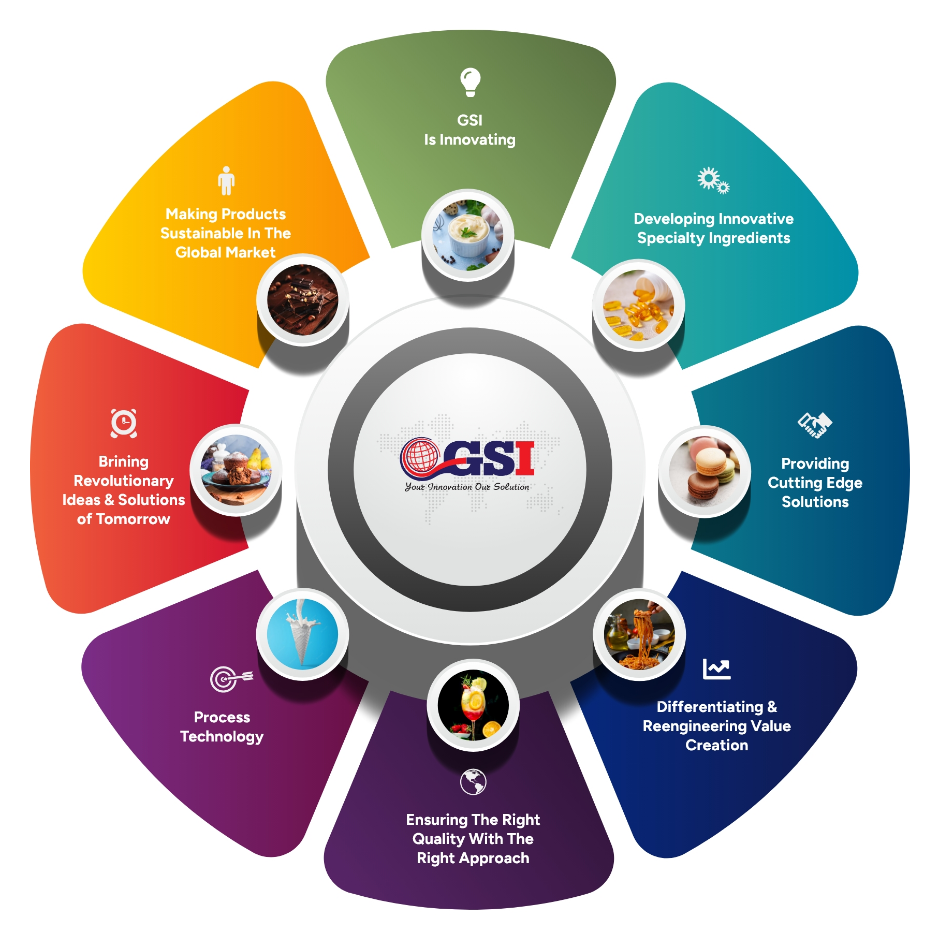 GSI
Is Innovating
Developing Innovative
Specialty Ingredients
Providing
Cutting Edge
Solutions
Differentiating &
Reengineering Value
Creation
Ensuring The Right
Quality With The
Right Approach
Process
Technology
Brining
Revolutionary
Ideas & Solutions
of Tomorrow
Making Products
Sustainable In The
Global Market
GSI
Your Innovation Our Solution